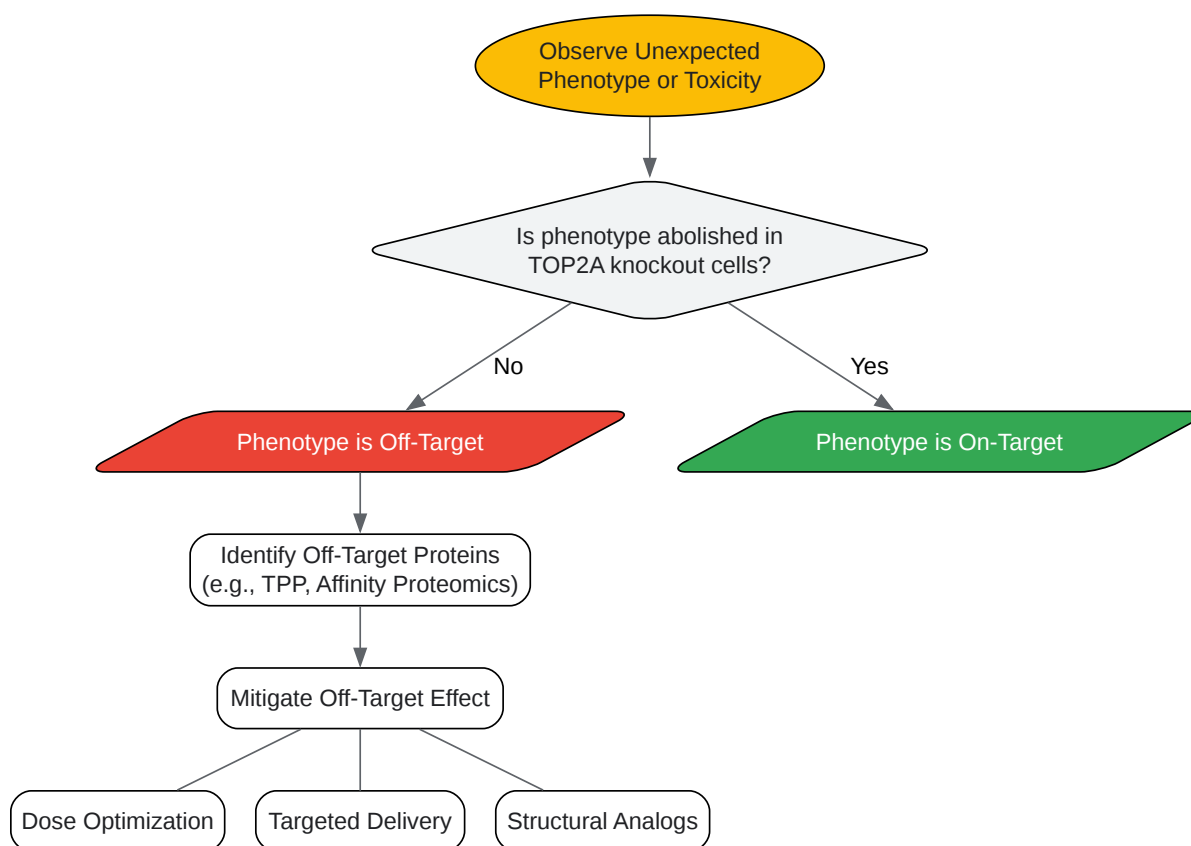 Observe Unexpected
Phenotype or Toxicity
Is phenotype abolished in
TOP2A knockout cells?
No
Yes
Phenotype is Off-Target
Phenotype is On-Target
Identify Off-Target Proteins
(e.g., TPP, Affinity Proteomics)
Mitigate Off-Target Effect
Dose Optimization
Targeted Delivery
Structural Analogs